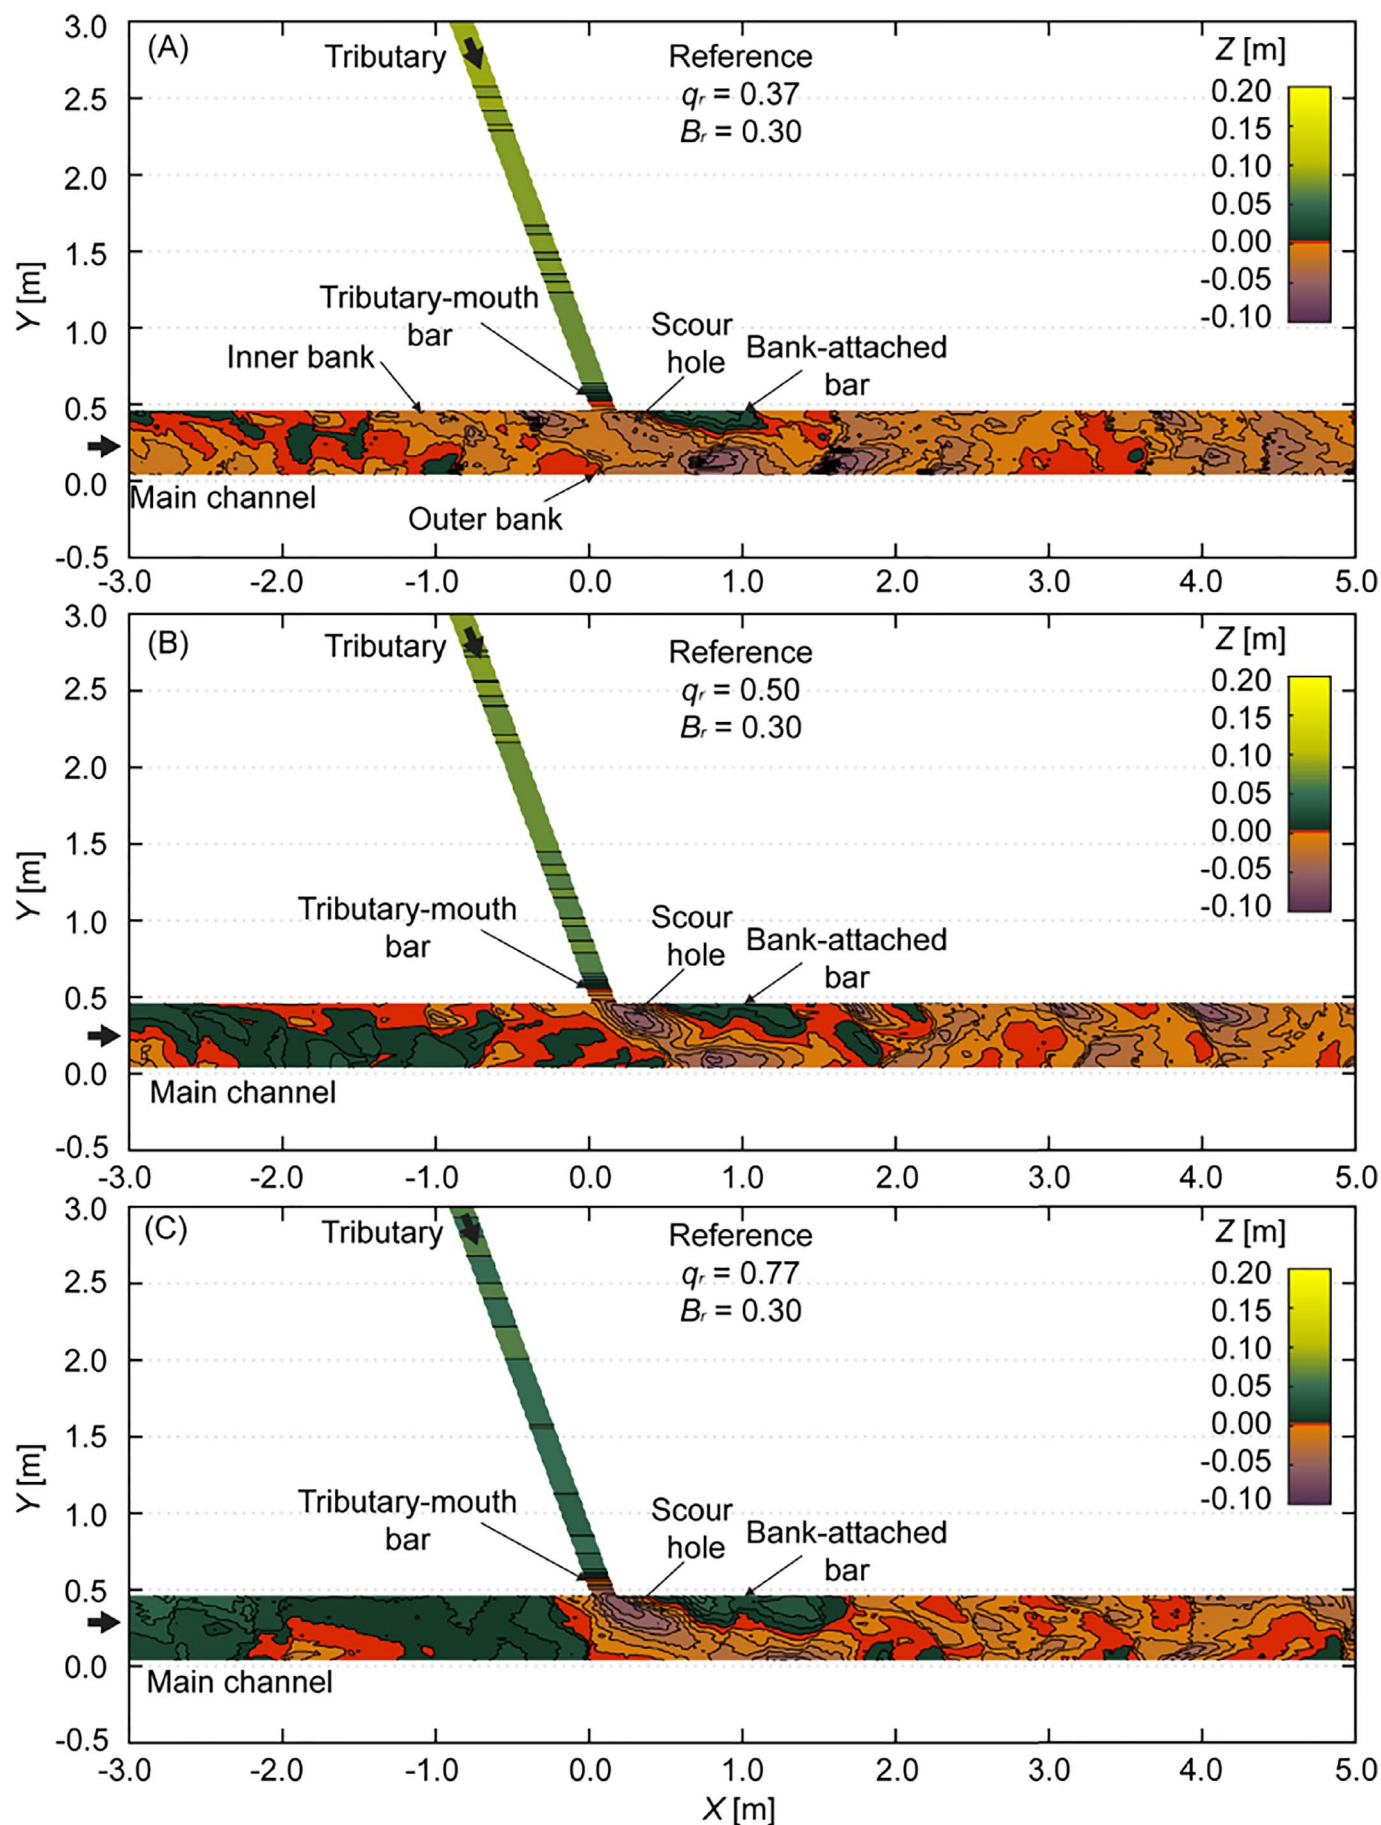 (A)
Tributary
Reference
qr = 0.37
Br = 0.30
Z [m]
0.20
0.15
0.10
0.05
0.00
-0.05
-0.10
3.0
2.5
2.0
1.5
1.0
0.5
0.0
-0.5
Y [m]
Tributary-mouth
bar
Inner bank
Scour
hole
Bank-attached
bar
Main channel
Outer bank
-3.0 -2.0 -1.0 0.0 1.0 2.0 3.0 4.0 5.0
(B)
Tributary
Reference
qr = 0.50
Br = 0.30
Z [m]
0.20
0.15
0.10
0.05
0.00
-0.05
-0.10
3.0
2.5
2.0
1.5
1.0
0.5
0.0
-0.5
Y [m]
Tributary-mouth
bar
Scour
hole
Bank-attached
bar
Main channel
-3.0 -2.0 -1.0 0.0 1.0 2.0 3.0 4.0 5.0
(C)
Tributary
Reference
qr = 0.77
Br = 0.30
Z [m]
0.20
0.15
0.10
0.05
0.00
-0.05
-0.10
3.0
2.5
2.0
1.5
1.0
0.5
0.0
-0.5
Y [m]
Tributary-mouth
bar
Scour
hole
Bank-attached
bar
Main channel
-3.0 -2.0 -1.0 0.0 1.0 2.0 3.0 4.0 5.0
X [m]